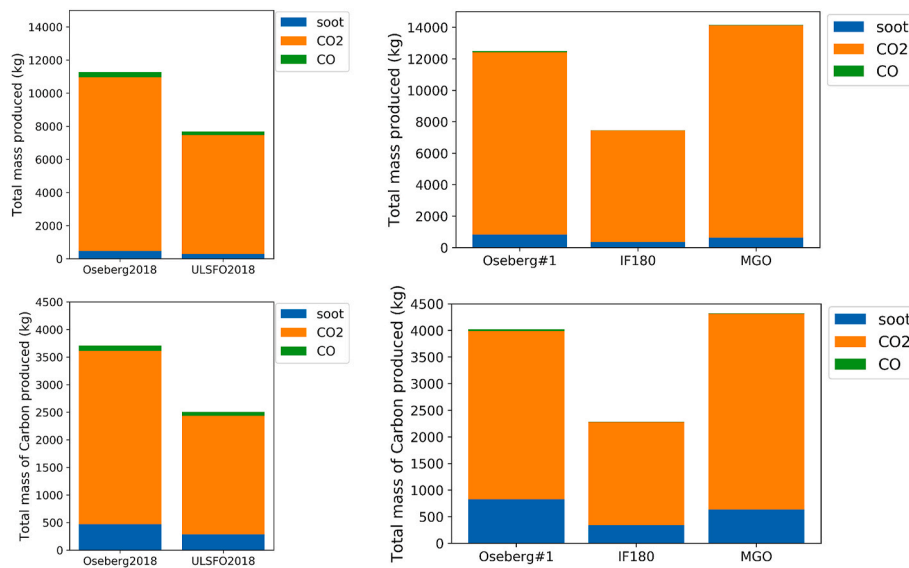 Total mass produced (kg)
14000
12000
10000
8000
6000
4000
2000
0
Oseberg2018 ULSFO2018
soot
CO2
CO
Total mass produced (kg)
14000
12000
10000
8000
6000
4000
2000
0
Oseberg#1 IF180 MGO
soot
CO2
CO
Total mass of Carbon produced (kg)
4500
4000
3500
3000
2500
2000
1500
1000
500
0
Oseberg2018 ULSFO2018
soot
CO2
CO
Total mass of Carbon produced (kg)
4500
4000
3500
3000
2500
2000
1500
1000
500
0
Oseberg#1 IF180 MGO
soot
CO2
CO